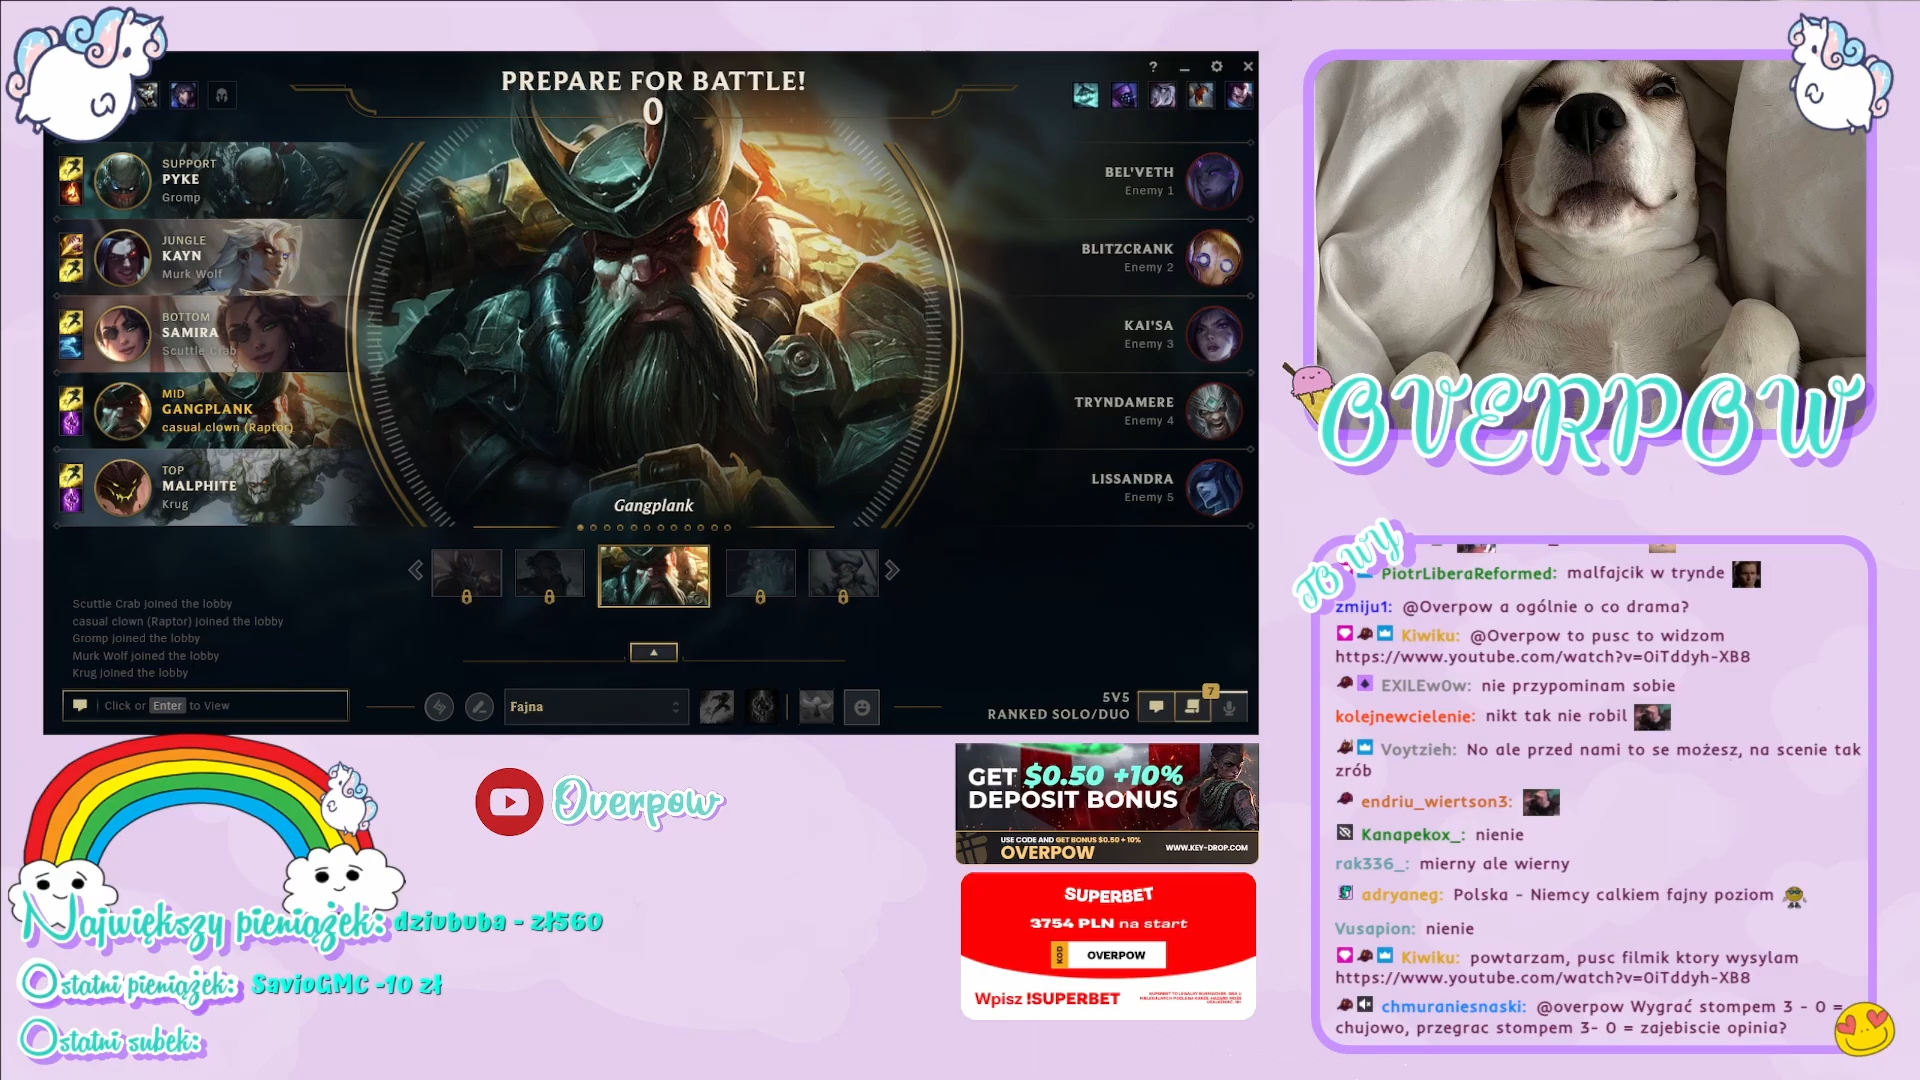 PREPARE FOR BATTLE!
0
?
SUPPORT
PYKE
Gromp
JUNGLE
KAYN
Murk Wolf
BOTTOM
SAMIRA
Scuttle Crab
MID
GANGPLANK
casual clown (Raptor)
TOP
MALPHITE
Krug
BEL'VETH
Enemy 1
BLITZCRANK
Enemy 2
KAI'SA
Enemy 3
TRYNDAMERE
Enemy 4
LISSANDRA
Enemy 5
Gangplank
Scuttle Crab joined the lobby
casual clown (Raptor) joined the lobby
Gromp joined the lobby
Murk Wolf joined the lobby
Krug joined the lobby
Click or Enter to View
Fajna
5V5
RANKED SOLO/DUO
7
OVERPOW
TO WY
PiotrLiberaReformed: malfajcik w trynde
zmiju1: @Overpow a ogólnie o co drama?
Kiwiku: @Overpow to pusc to widzom
https://www.youtube.com/watch?v=0iTddyh-XB8
EXILEw0w: nie przypominam sobie
kolejnewcielenie: nikt tak nie robil
Voytzieh: No ale przed nami to se możesz, na scenie tak
zrób
endriu_wiertson3:
Kanapekox_: nienie
rak336_: mierny ale wierny
adryaneg: Polska - Niemcy calkiem fajny poziom
Vusapion: nienie
Kiwiku: powtarzam, pusc filmik ktory wysylam
https://www.youtube.com/watch?v=0iTddyh-XB8
chmuraniesnaski: @overpow Wygrać stompem 3 - 0 =
chujowo, przegrac stompem 3- 0 = zajebiscie opinia?
Overpow
GET $0.50 +10%
DEPOSIT BONUS
USE CODE AND GET BONUS $0.50 + 10%
OVERPOW
WWW.KEY-DROP.COM
SUPERBET
3754 PLN na start
KOD
OVERPOW
Wpisz !SUPERBET
Największy pieniążek: dziububa - zł560
Ostatni pieniążek: SavioGMC -10 zł
Ostatni subek: